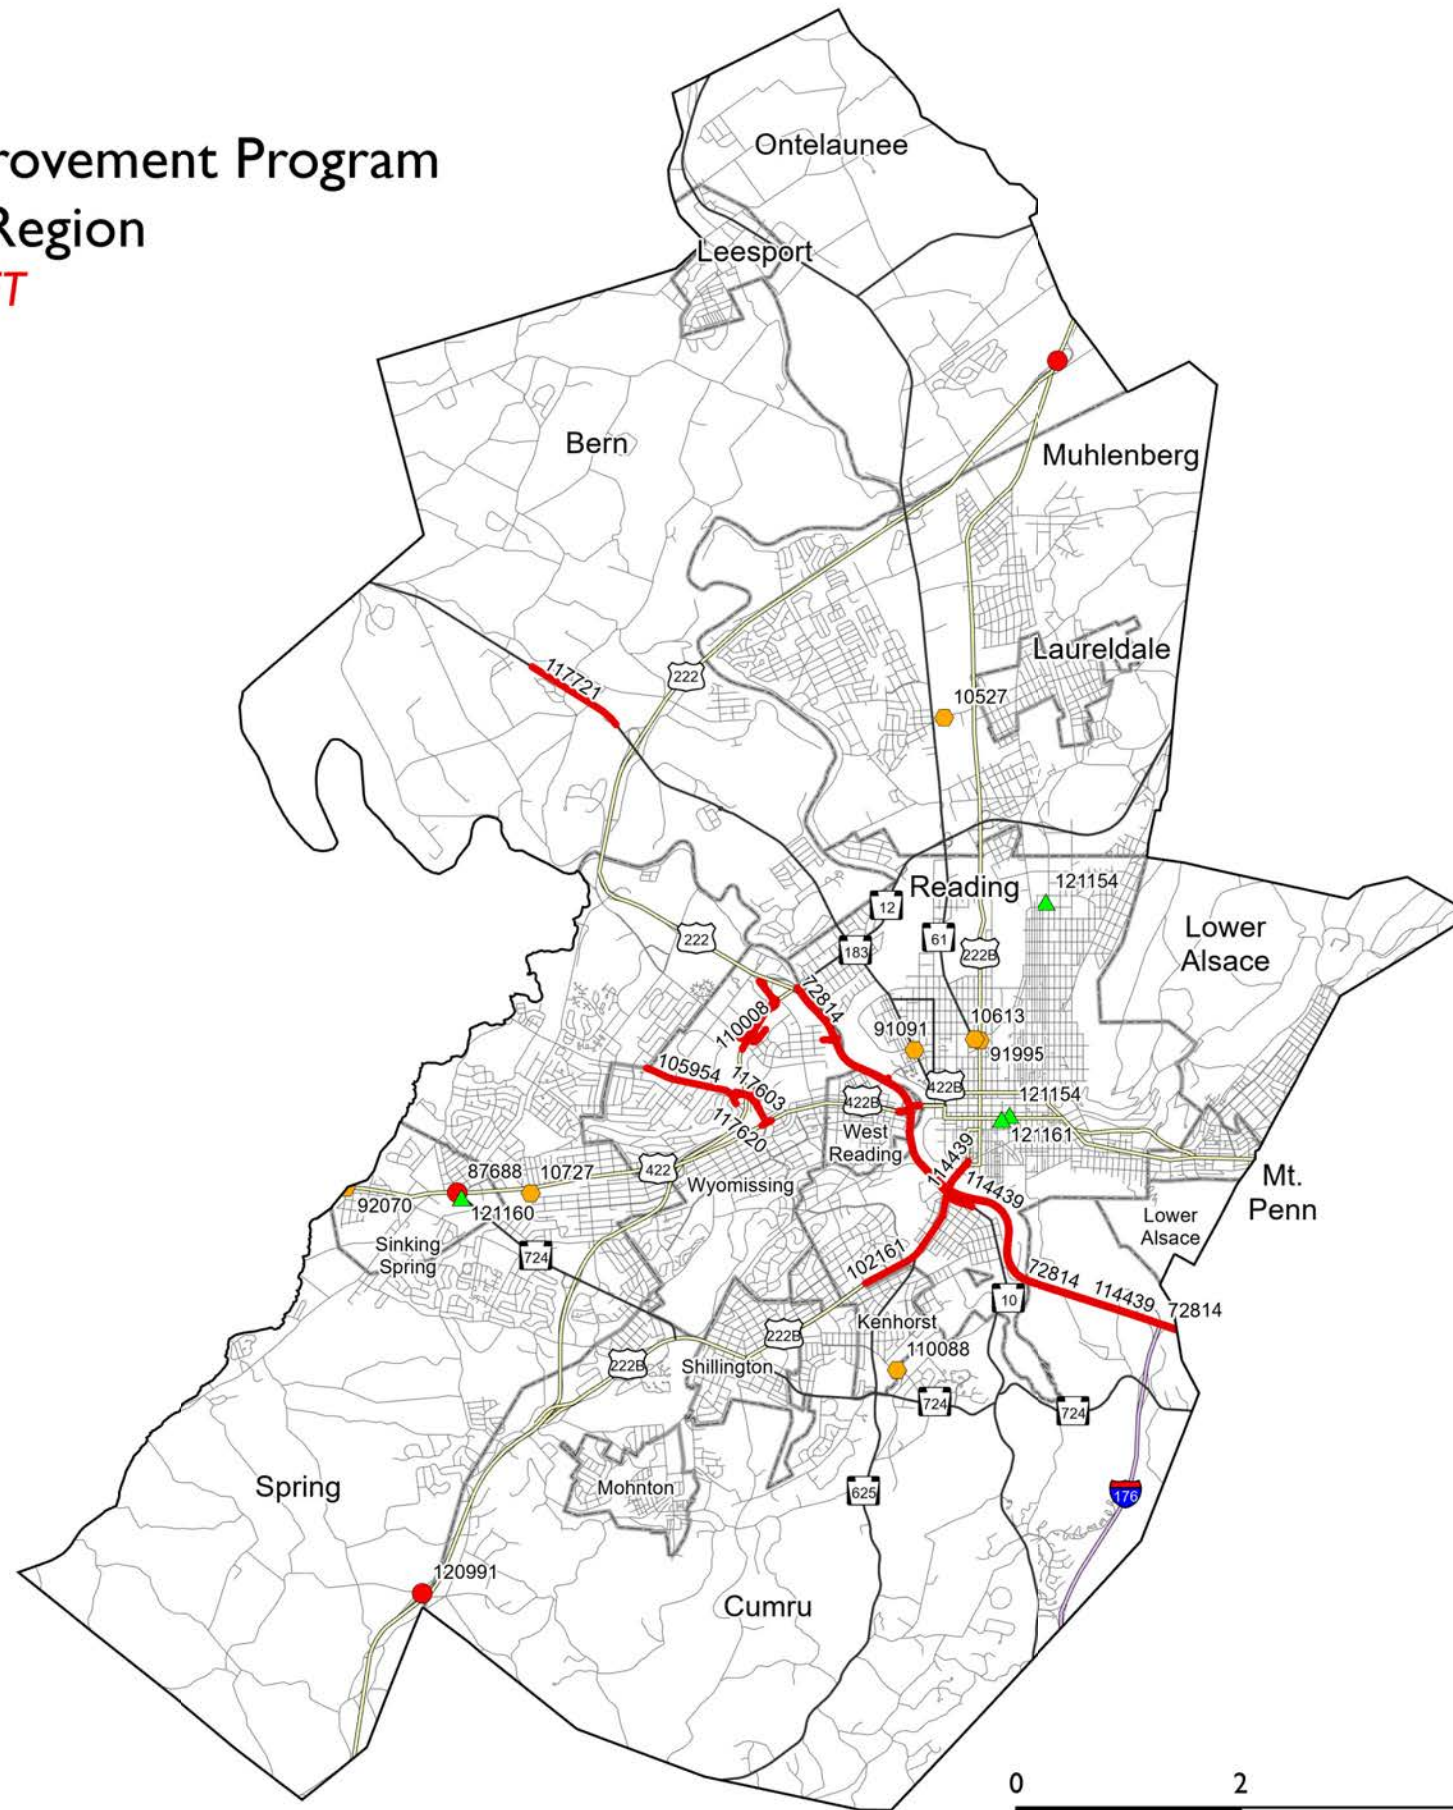 rovement Program
Region
T
Ontelaunee
Leesport
Bern
Muhlenberg
Laureldale
117721
222
10527
Reading
121154
12
Lower
Alsace
222
183
61
222B
72814
110008
91091
10613
91995
105954
117603
422B
422B
121154
117620
West
Reading
121161
114439
87688
10727
422
Wyomissing
114439
Mt.
Penn
92070
121160
Lower
Alsace
Sinking
Spring
724
102161
72814
114439
72814
10
Kenhorst
222B
110088
222B
Shillington
724
724
Spring
Mohnton
625
176
120991
Cumru
0
2